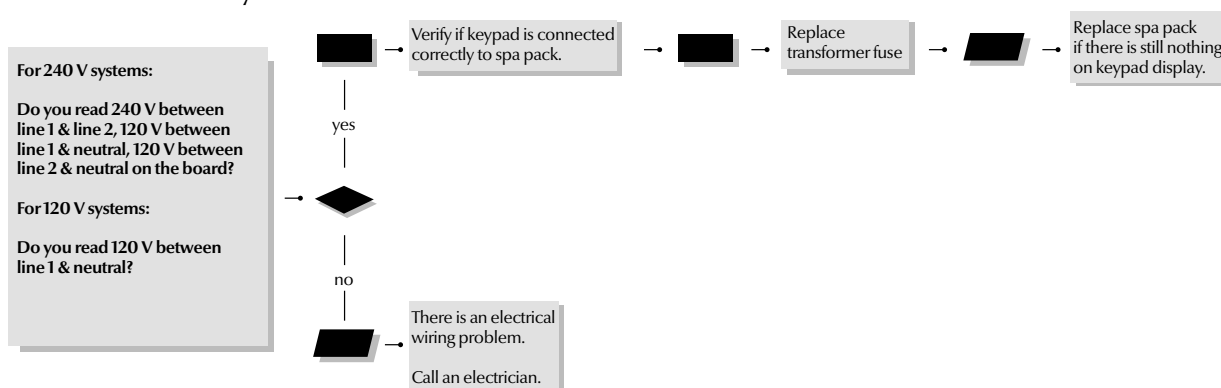 For 240 V systems:
Do you read 240 V between
line 1 & line 2, 120 V between
line 1 & neutral, 120 V between
line 2 & neutral on the board?
For 120 V systems:
Do you read 120 V between
line 1 & neutral?
yes
Verify if keypad is connected
correctly to spa pack.
Replace
transformer fuse
Replace spa pack
if there is still nothing
on keypad display.
no
There is an electrical
wiring problem.
Call an electrician.